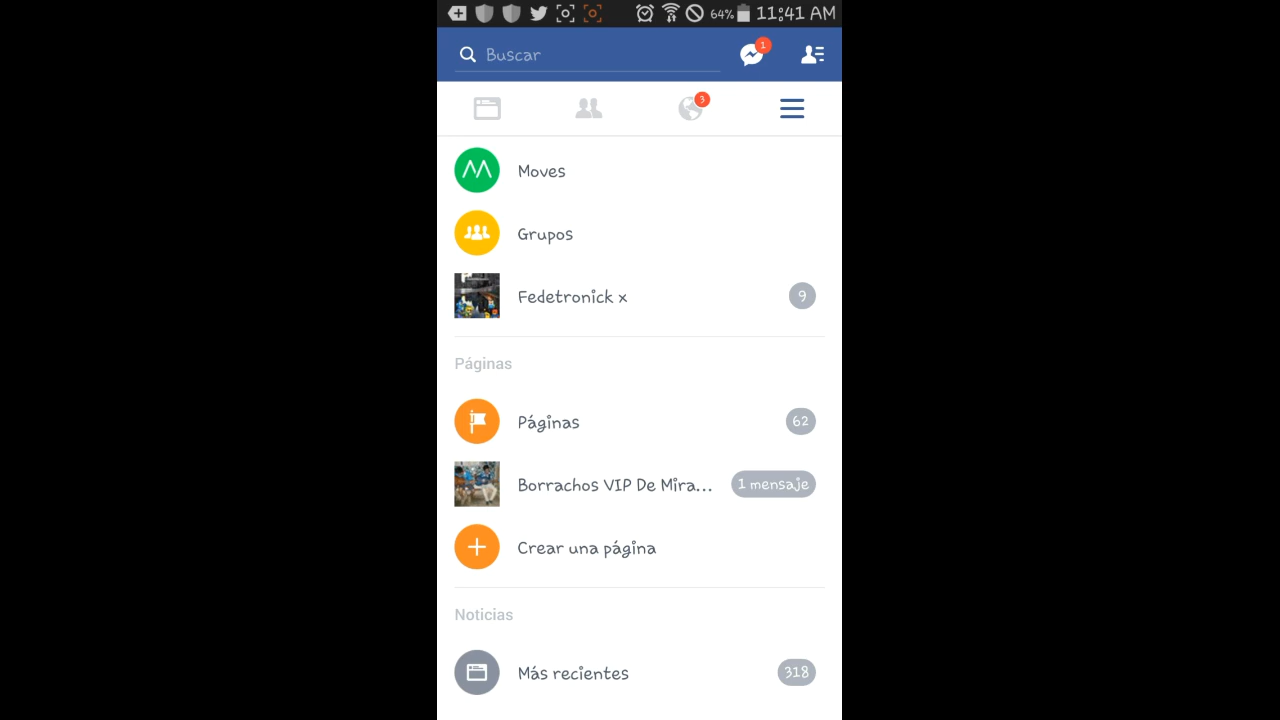 64% 11:41 AM
Buscar
1
3
Moves
Grupos
Fedetronick x 9
Páginas
Páginas 62
Borrachos VIP De Mira... 1 mensaje
Crear una página
Noticias
Más recientes 318